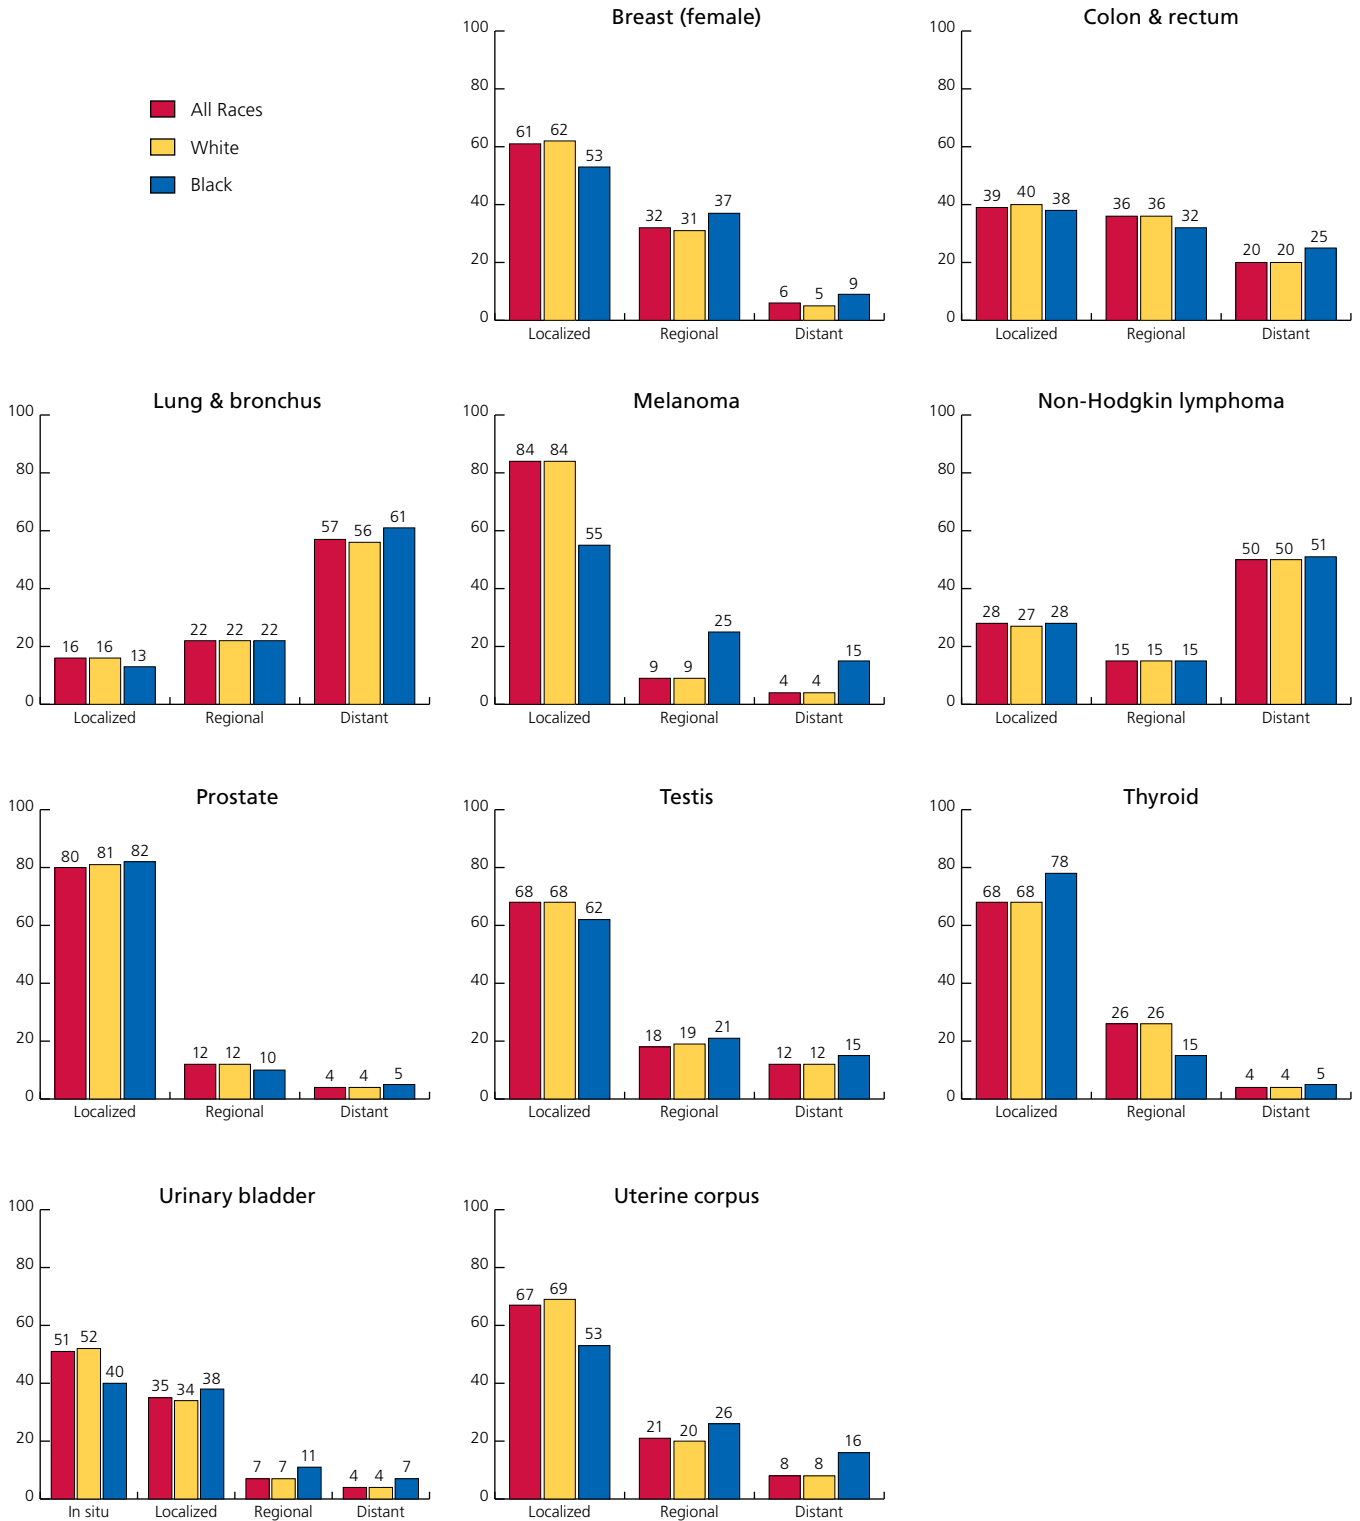 All Races
White
Black
Breast (female)
100
80
60
40
20
0
61 62 53
32 31 37
6 5 9
Localized Regional Distant
Colon & rectum
100
80
60
40
20
0
39 40 38
36 36 32
20 20 25
Localized Regional Distant
Lung & bronchus
100
80
60
40
20
0
16 16 13
22 22 22
57 56 61
Localized Regional Distant
Melanoma
100
80
60
40
20
0
84 84 55
9 9 25
4 4 15
Localized Regional Distant
Non-Hodgkin lymphoma
100
80
60
40
20
0
28 27 28
15 15 15
50 50 51
Localized Regional Distant
Prostate
100
80
60
40
20
0
80 81 82
12 12 10
4 4 5
Localized Regional Distant
Testis
100
80
60
40
20
0
68 68 62
18 19 21
12 12 15
Localized Regional Distant
Thyroid
100
80
60
40
20
0
68 68 78
26 26 15
4 4 5
Localized Regional Distant
Urinary bladder
100
80
60
40
20
0
51 52 40
35 34 38
7 7 11
4 4 7
In situ Localized Regional Distant
Uterine corpus
100
80
60
40
20
0
67 69 53
21 20 26
8 8 16
Localized Regional Distant